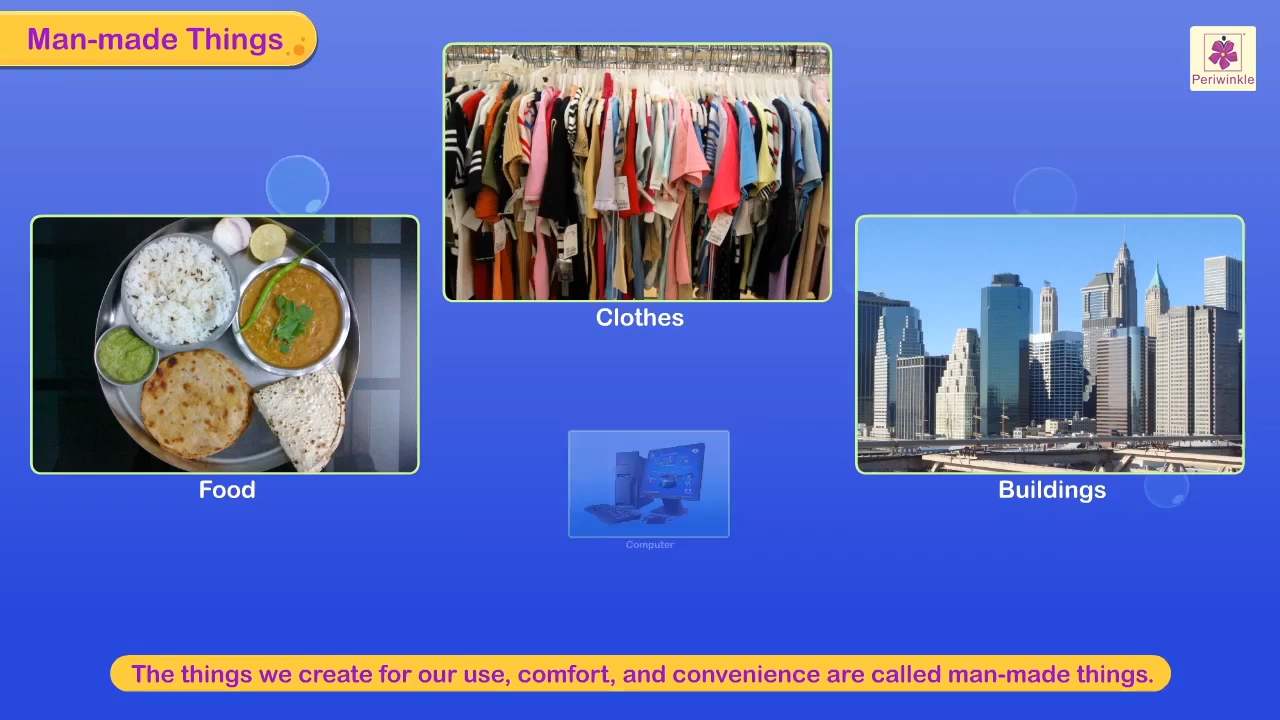 Man-made Things
Periwinkle
Clothes
Food
Buildings
Computer
The things we create for our use, comfort, and convenience are called man-made things.